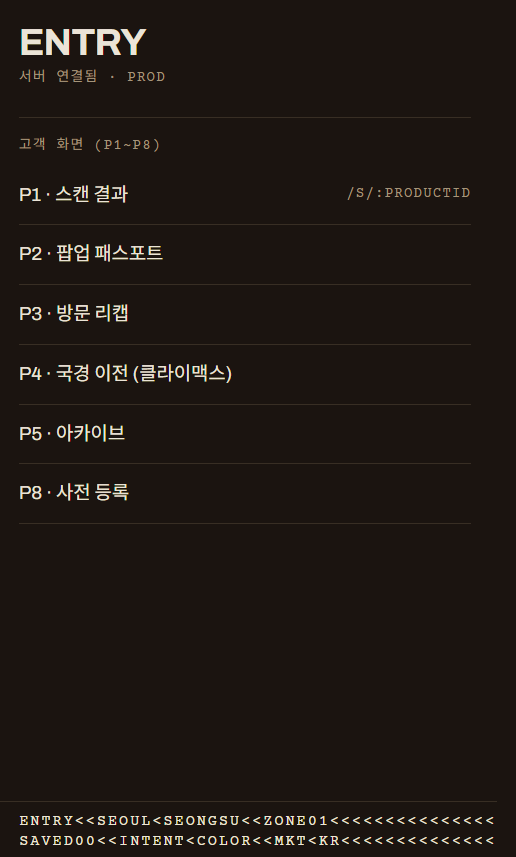 ENTRY
서버 연결됨 · PROD
고객 화면 (P1~P8)
P1 · 스캔 결과 /S/:PRODUCTID
P2 · 팝업 패스포트
P3 · 방문 리캡
P4 · 국경 이전 (클라이맥스)
P5 · 아카이브
P8 · 사전 등록
ENTRY<<SEOUL<SEONGSU<<ZONE01<<<<<<<<<<<<<<<
SAVED00<<INTENT<COLOR<<MKT<KR<<<<<<<<<<<<<<